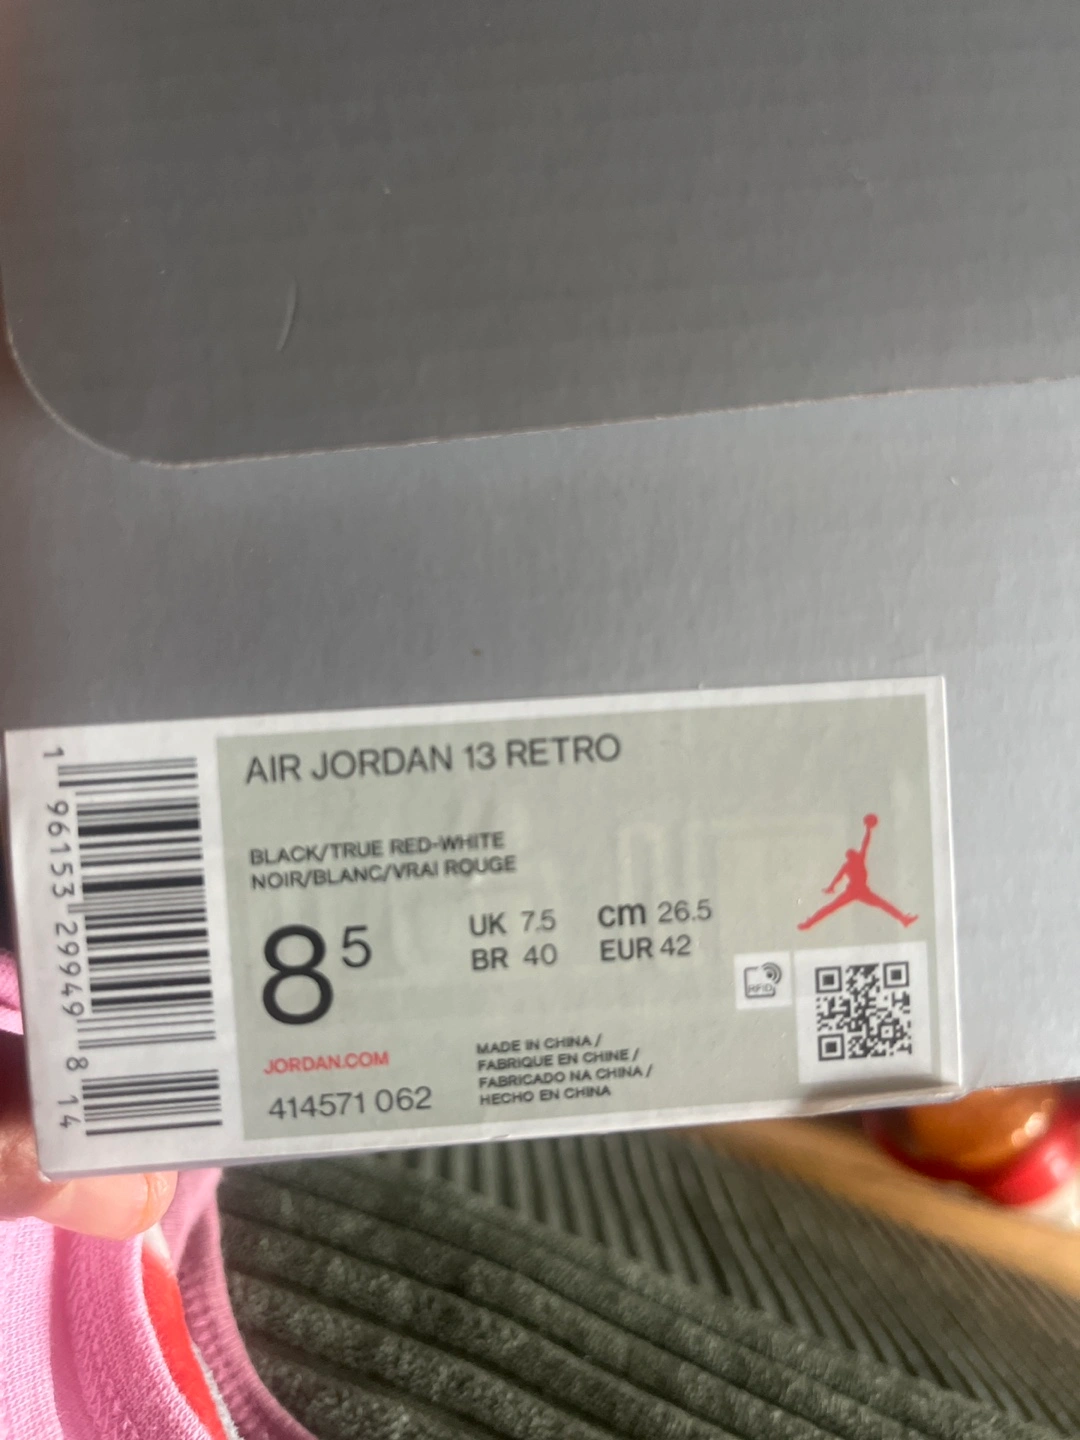 AIR JORDAN 13 RETRO
BLACK/TRUE RED-WHITE
NOIR/BLANC/VRAI ROUGE
8 5
UK 7.5
cm 26.5
BR 40
EUR 42
RFID
JORDAN.COM
414571 062
MADE IN CHINA /
FABRIQUE EN CHINE /
FABRICADO NA CHINA /
HECHO EN CHINA
1 96153 29949 8 14